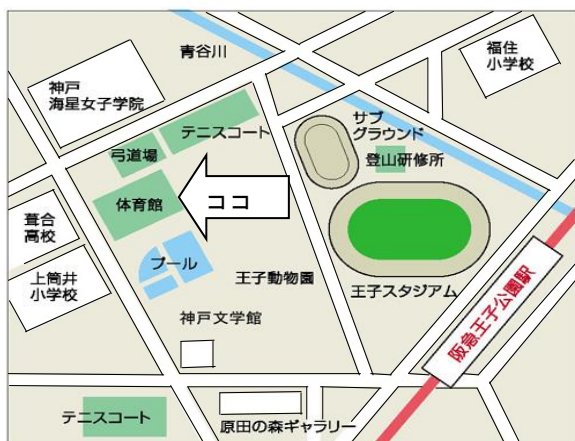 青谷川
福住
小学校
神戸
海星女子学院
テニスコート
サブ
グラウンド
弓道場
登山研修所
体育館
ココ
葺合
高校
プール
上筒井
小学校
王子動物園
王子スタジアム
阪急王子公園駅
神戸文学館
テニスコート
原田の森ギャラリー